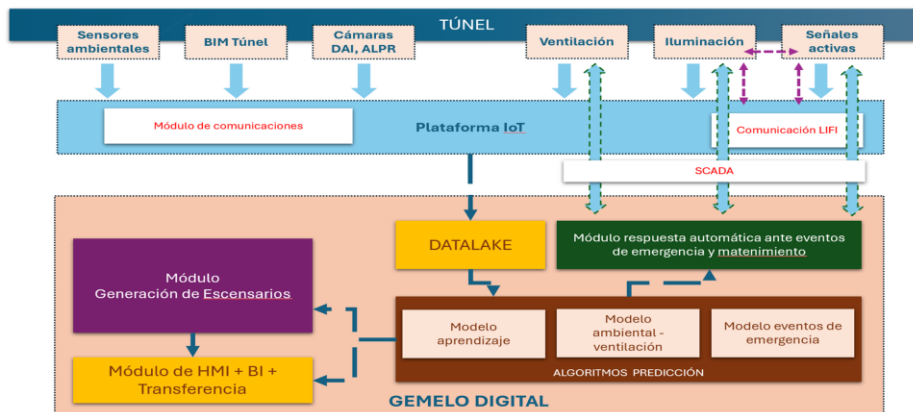 TÚNEL
Sensores
ambientales
BIM Túnel
Cámaras
DAI, ALPR
Ventilación
Iluminación
Señales
activas
Módulo de comunicaciones
Plataforma IoT
Comunicación LIFI
SCADA
DATALAKE
Módulo respuesta automática ante eventos
de emergencia y matenimiento
Módulo
Generación de Escensarios
Modelo
aprendizaje
Modelo
ambiental -
ventilación
Modelo eventos de
emergencia
ALGORITMOS PREDICCIÓN
Módulo de HMI + BI +
Transferencia
GEMELO DIGITAL